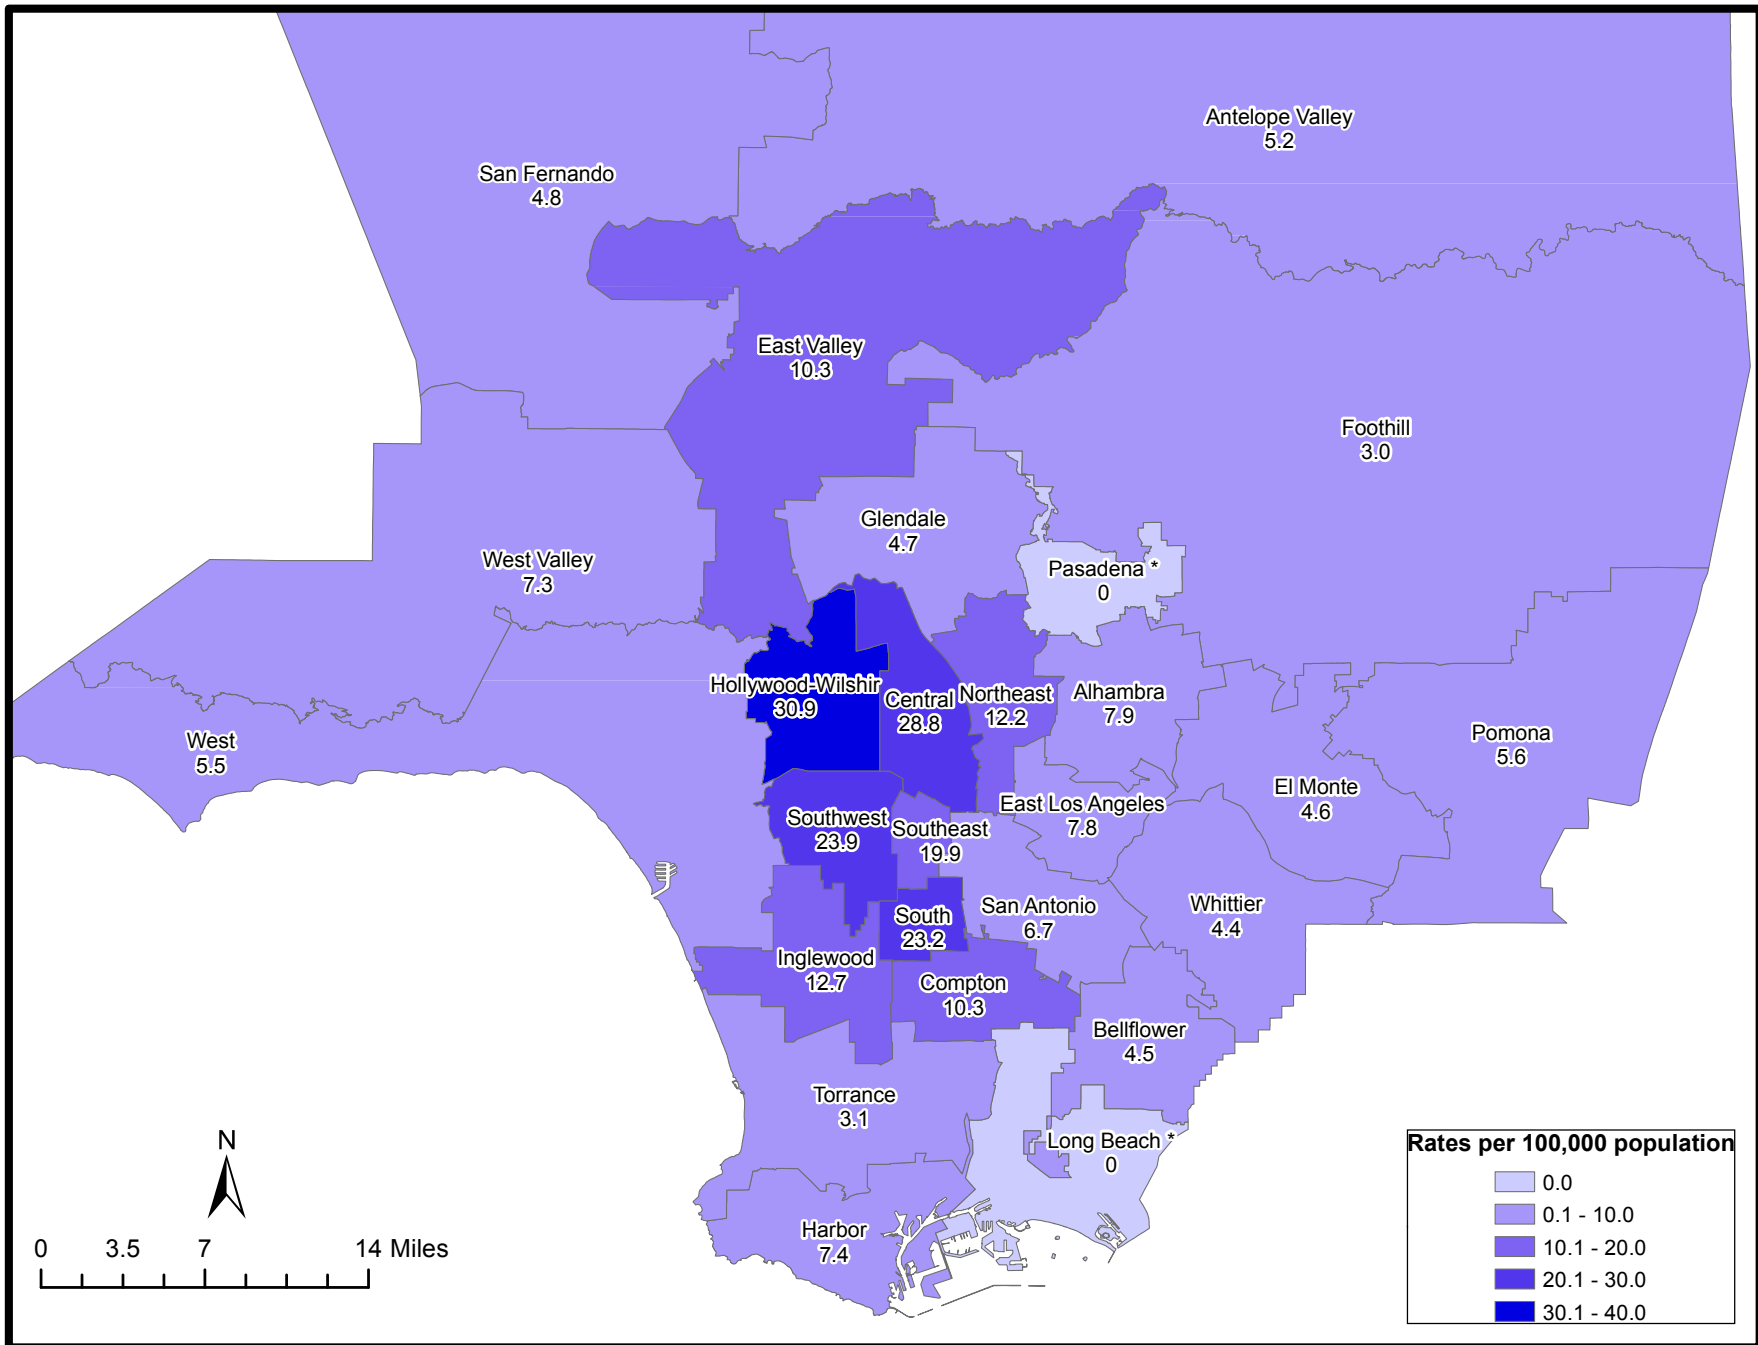 Antelope Valley
5.2
San Fernando
4.8
East Valley
10.3
Foothill
3.0
Glendale
4.7
West Valley
7.3
Pasadena *
0
Hollywood-Wilshir
30.9
Central
28.8
Northeast
12.2
Alhambra
7.9
West
5.5
Pomona
5.6
El Monte
4.6
East Los Angeles
7.8
Southwest
23.9
Southeast
19.9
San Antonio
6.7
Whittier
4.4
South
23.2
Inglewood
12.7
Compton
10.3
Bellflower
4.5
Torrance
3.1
Long Beach *
0
Harbor
7.4
N
0 3.5 7 14 Miles
Rates per 100,000 population
0.0
0.1 - 10.0
10.1 - 20.0
20.1 - 30.0
30.1 - 40.0